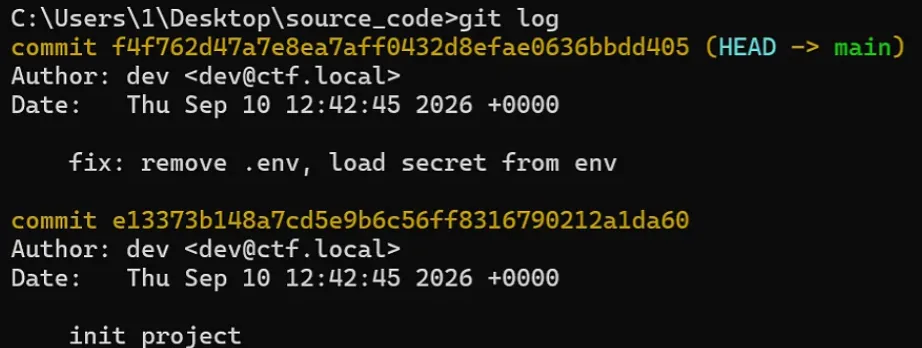 C:\Users\1\Desktop\source_code>git log
commit f4f762d47a7e8ea7aff0432d8efae0636bbdd405 (HEAD -> main)
Author: dev <dev@ctf.local>
Date:   Thu Sep 10 12:42:45 2026 +0000
    fix: remove .env, load secret from env
commit e13373b148a7cd5e9b6c56ff8316790212a1da60
Author: dev <dev@ctf.local>
Date:   Thu Sep 10 12:42:45 2026 +0000
    init project